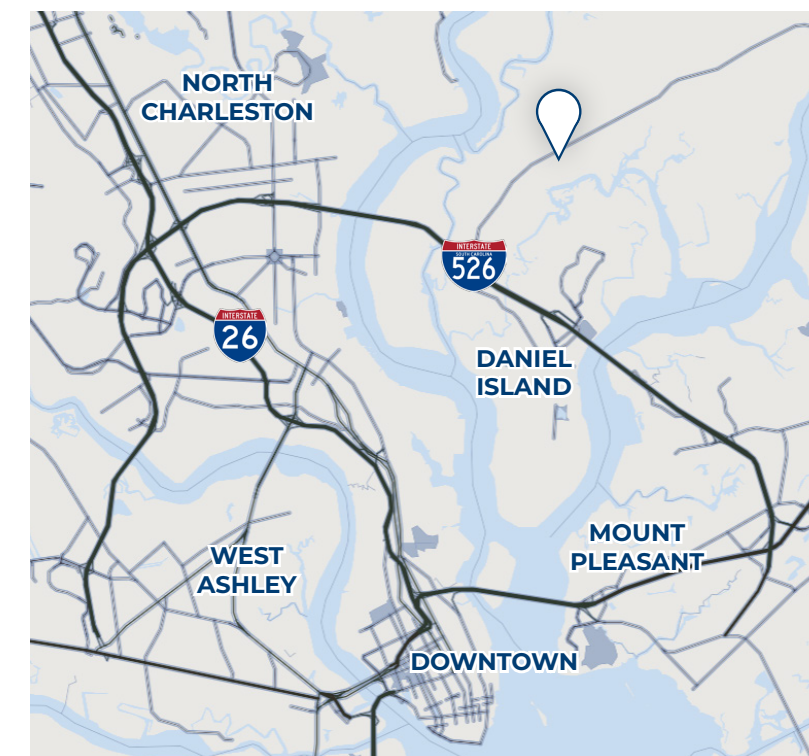 NORTH
CHARLESTON
INTERSTATE
SOUTH CAROLINA
526
INTERSTATE
26
DANIEL
ISLAND
MOUNT
PLEASANT
WEST
ASHLEY
DOWNTOWN